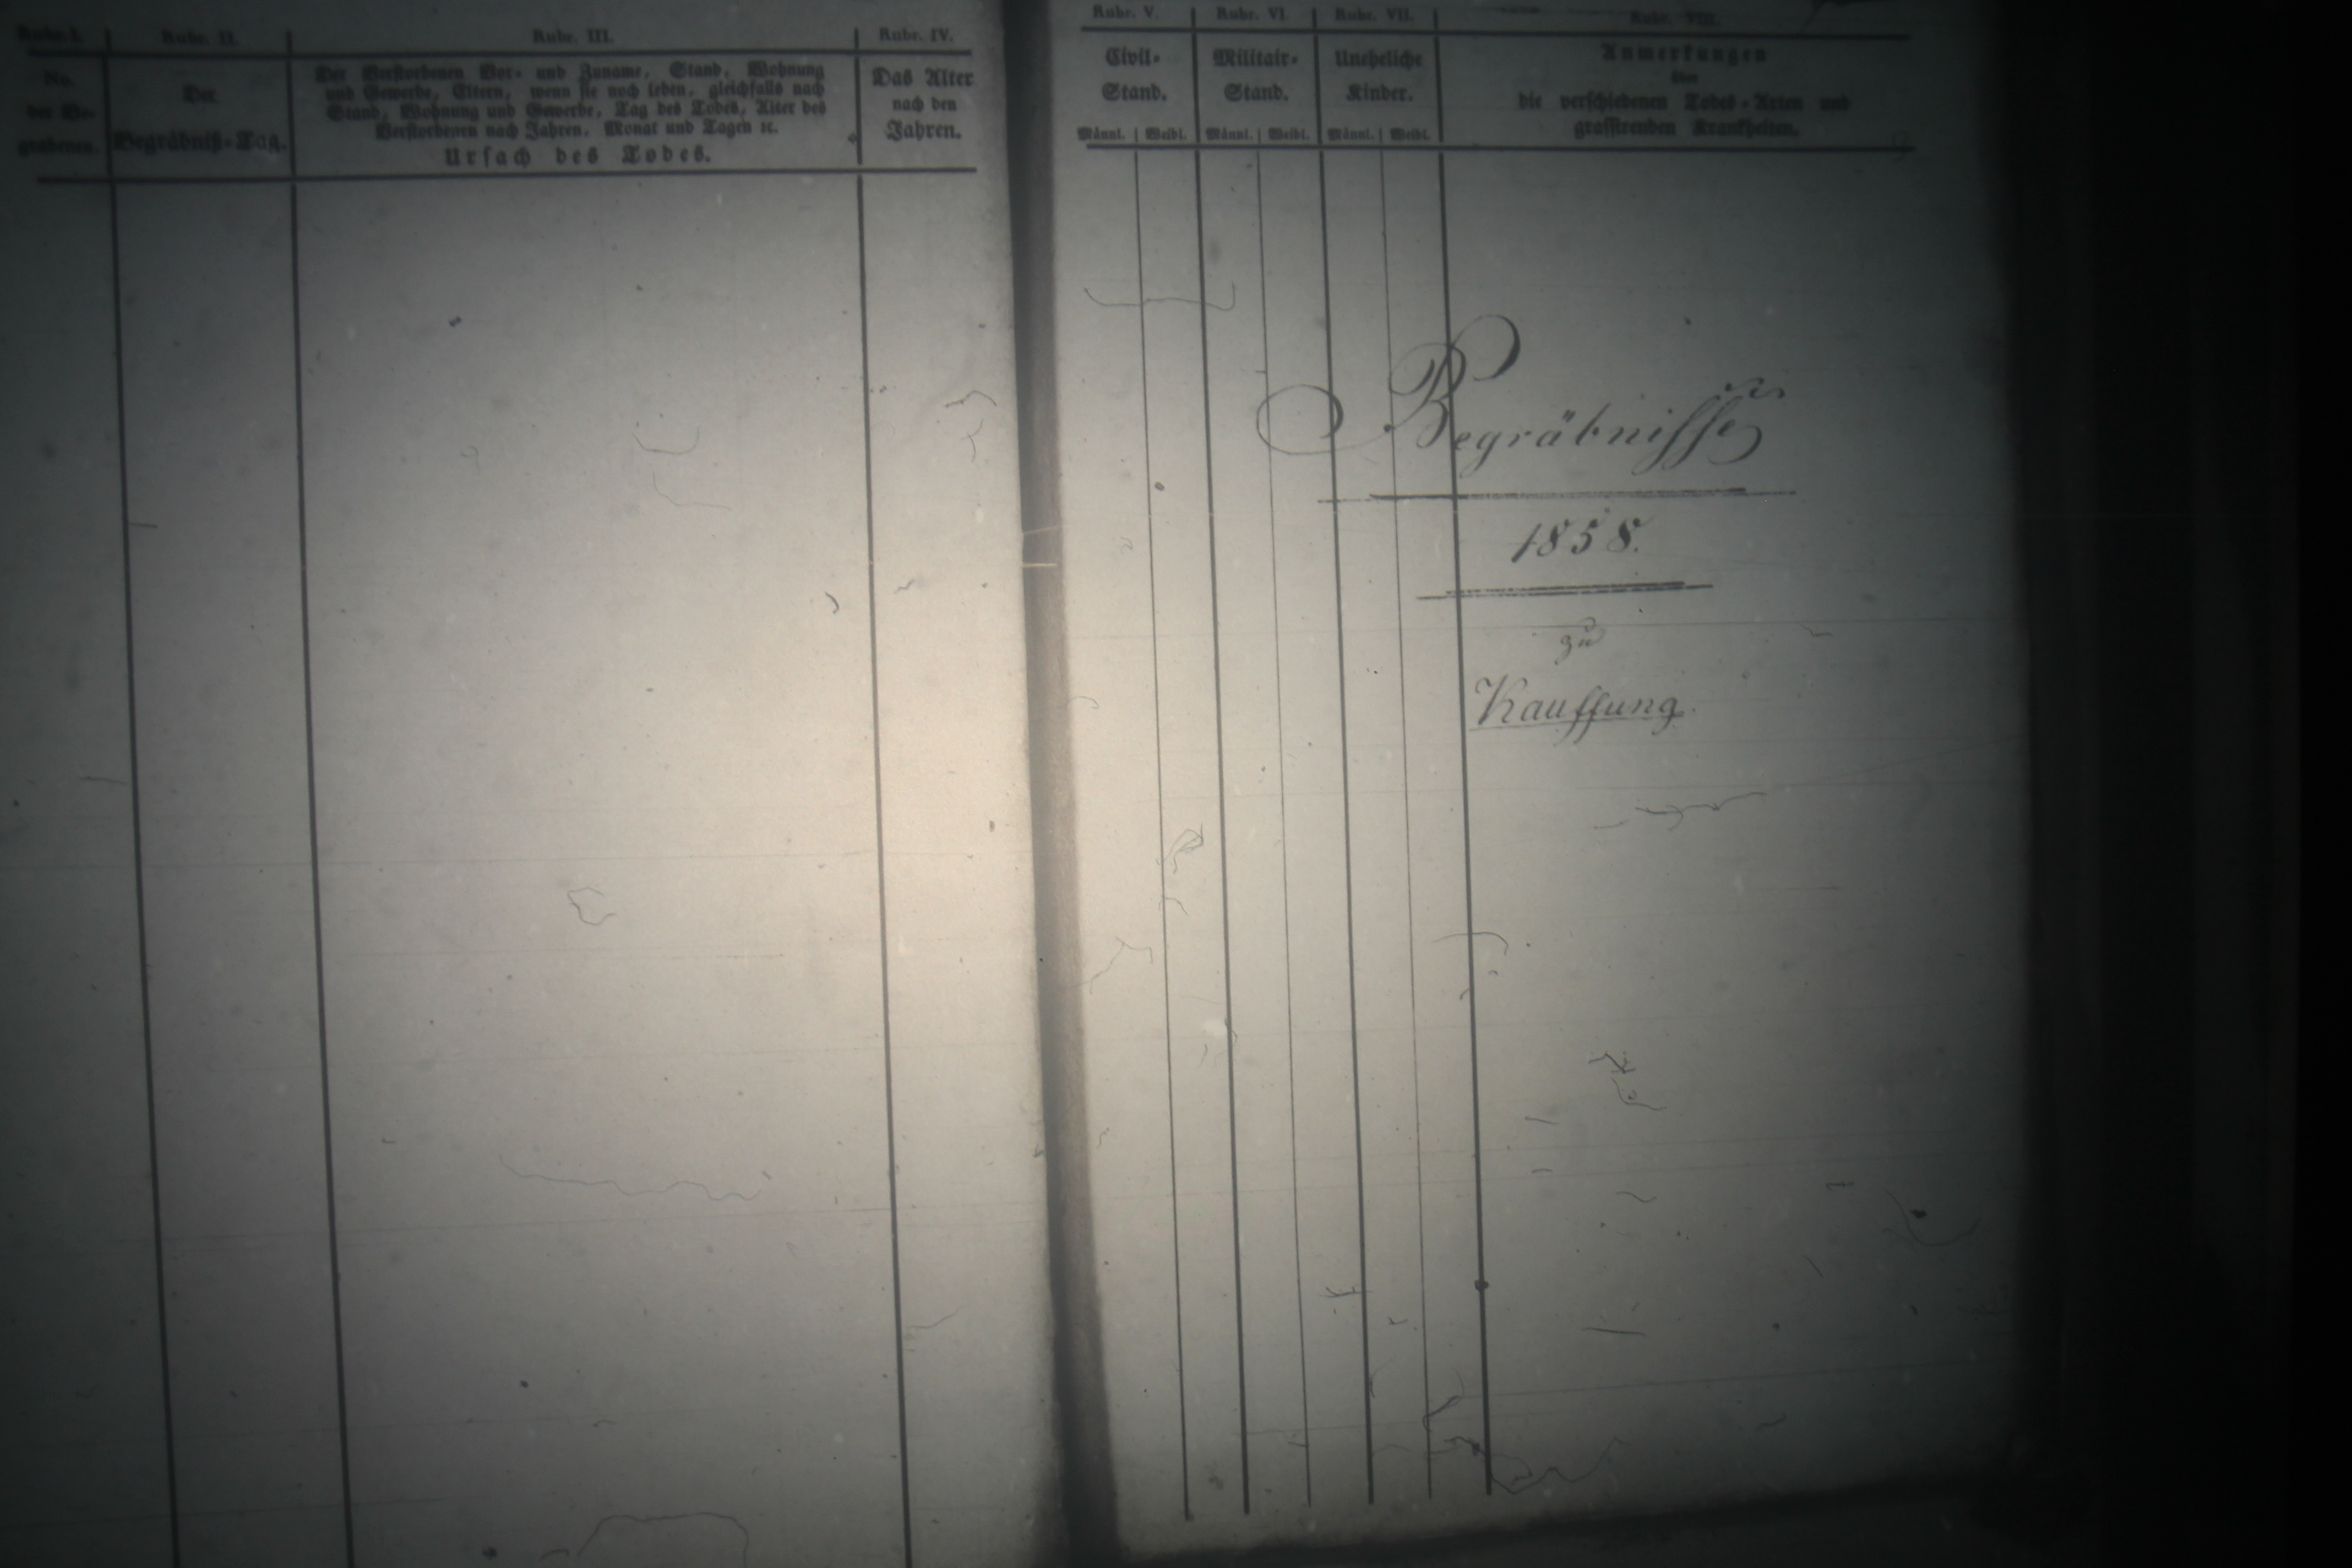 Rubr. I.
Rubr. II.
Rubr. III.
Rubr. IV.
No.
der Be-
grabenen.
Der
Begräbniß-Tag.
Der Verstorbenen Vor- und Zuname, Stand, Wohnung
und Gewerbe, Eltern, wenn sie noch leben, gleichfalls nach
Stand, Wohnung und Gewerbe, Tag des Todes, Alter des
Verstorbenen nach Jahren, Monat und Tagen ꝛc.
Ursach des Todes.
Das Alter
nach den
Jahren.
Rubr. V.
Rubr. VI.
Rubr. VII.
Rubr. VIII.
Civil-
Stand.
Männl. | Weibl.
Militair-
Stand.
Männl. | Weibl.
Uneheliche
Kinder.
Männl. | Weibl.
Anmerkungen
über
die verschiedenen Todes-Arten und
grassirenden Krankheiten.
Begräbnisse
1858.
zu
Kauffung.